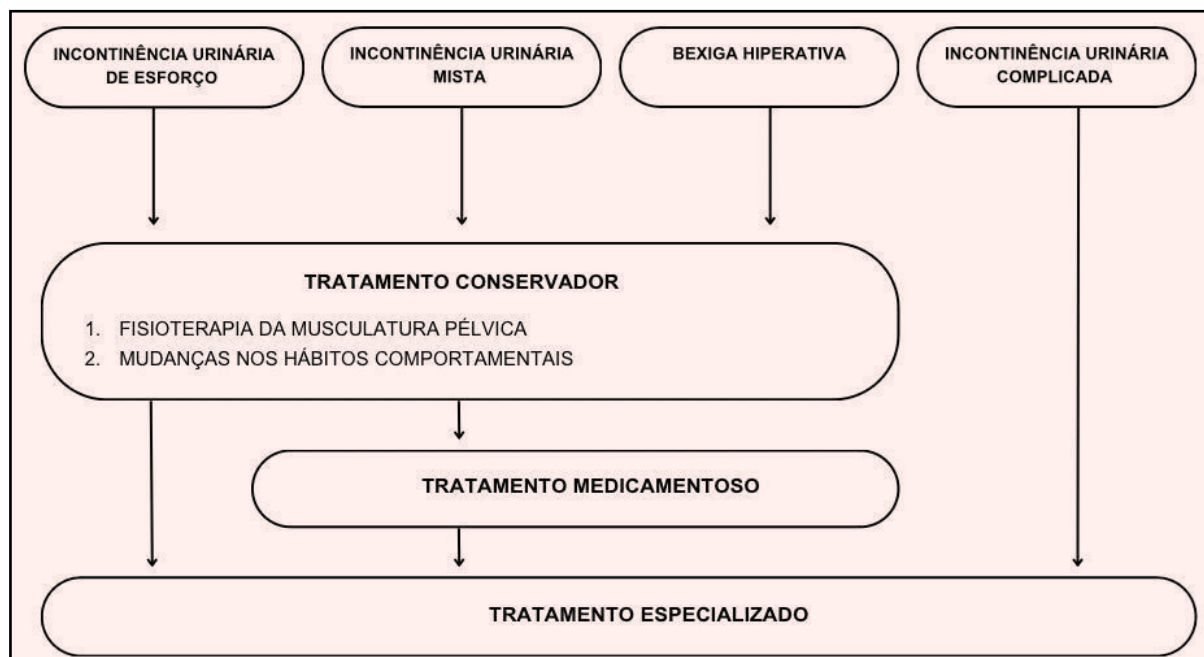 INCONTINÊNCIA URINÁRIA
DE ESFORÇO
INCONTINÊNCIA URINÁRIA
MISTA
BEXIGA HIPERATIVA
INCONTINÊNCIA URINÁRIA
COMPLICADA
TRATAMENTO CONSERVADOR
1. FISIOTERAPIA DA MUSCULATURA PÉLVICA
2. MUDANÇAS NOS HÁBITOS COMPORTAMENTAIS
TRATAMENTO MEDICAMENTOSO
TRATAMENTO ESPECIALIZADO